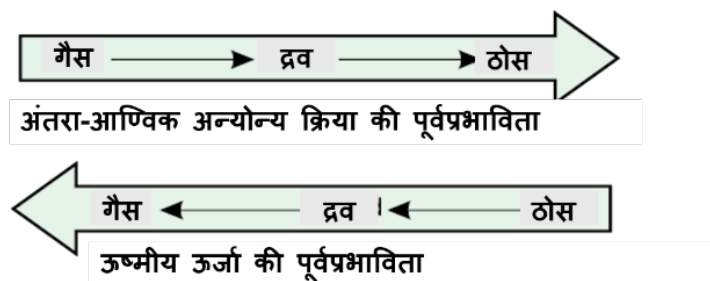 गैस द्रव ठोस
अंतरा-आण्विक अन्योन्य क्रिया की पूर्वप्रभाविता
गैस द्रव ठोस
ऊष्मीय ऊर्जा की पूर्वप्रभाविता